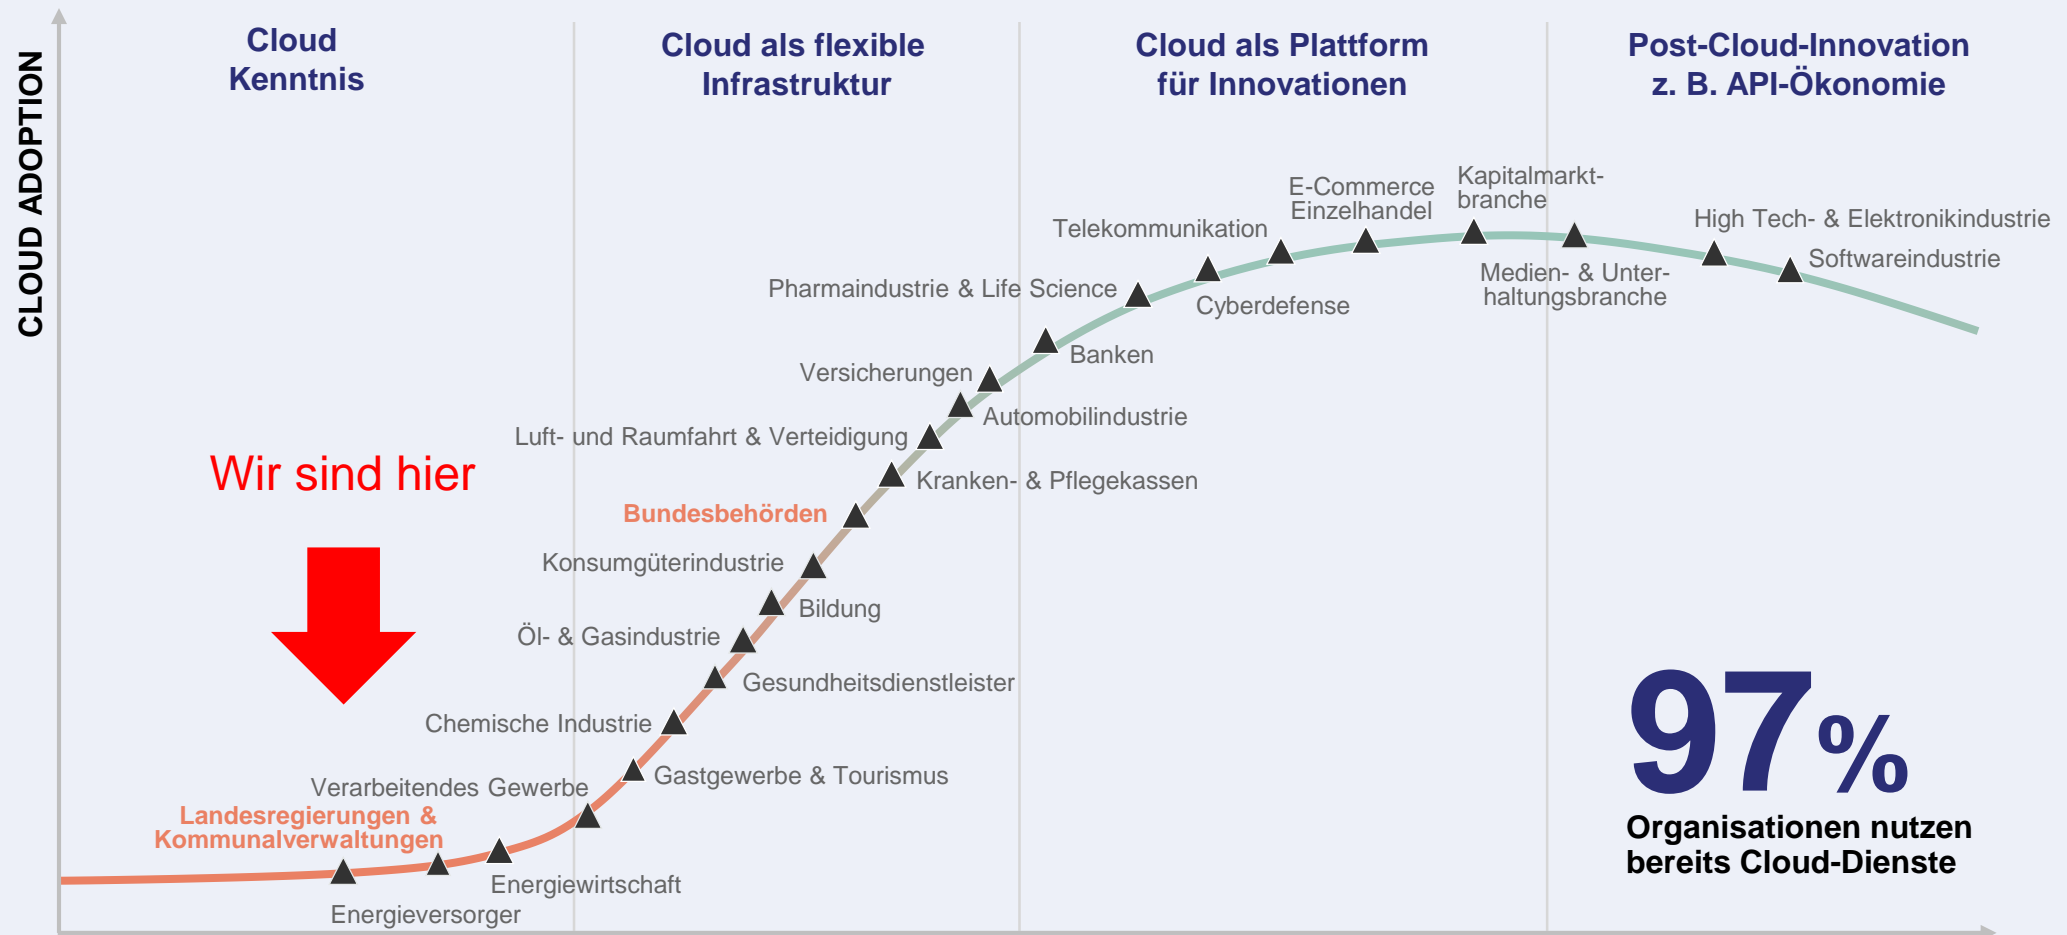 CLOUD ADOPTION
Cloud
Kenntnis
Cloud als flexible
Infrastruktur
Cloud als Plattform
für Innovationen
Post-Cloud-Innovation
z. B. API-Ökonomie
Kapitalmarkt-
branche
E-Commerce
Einzelhandel
High Tech- & Elektronikindustrie
Telekommunikation
Softwareindustrie
Medien- & Unter-
haltungsbranche
Pharmaindustrie & Life Science
Cyberdefense
Banken
Versicherungen
Automobilindustrie
Luft- und Raumfahrt & Verteidigung
Wir sind hier
Kranken- & Pflegekassen
Bundesbehörden
Konsumgüterindustrie
Bildung
Öl- & Gasindustrie
Gesundheitsdienstleister
Chemische Industrie
Gastgewerbe & Tourismus
Verarbeitendes Gewerbe
Landesregierungen &
Kommunalverwaltungen
Energiewirtschaft
Energieversorger
97%
Organisationen nutzen
bereits Cloud-Dienste